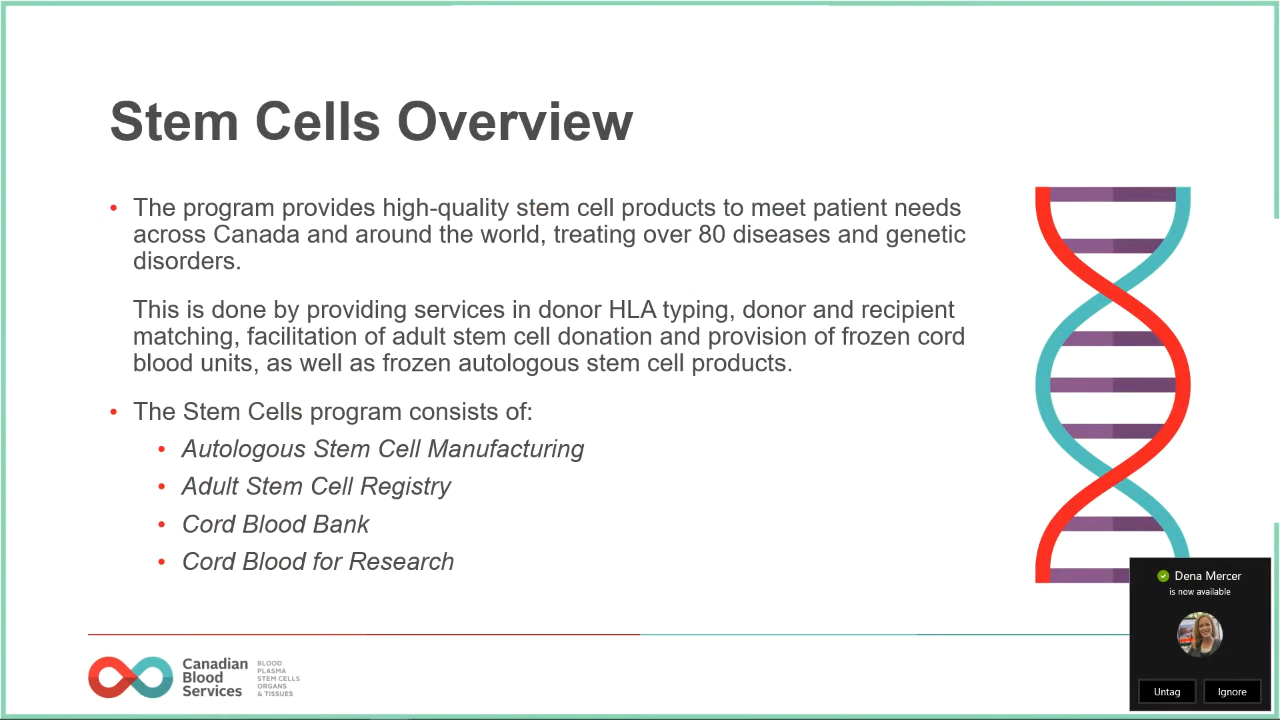 Stem Cells Overview
• The program provides high-quality stem cell products to meet patient needs
across Canada and around the world, treating over 80 diseases and genetic
disorders.
This is done by providing services in donor HLA typing, donor and recipient
matching, facilitation of adult stem cell donation and provision of frozen cord
blood units, as well as frozen autologous stem cell products.
• The Stem Cells program consists of:
• Autologous Stem Cell Manufacturing
• Adult Stem Cell Registry
• Cord Blood Bank
• Cord Blood for Research
Canadian
Blood
Services
BLOOD
PLASMA
STEM CELLS
ORGANS
& TISSUES
Dena Mercer
is now available
Untag
Ignore